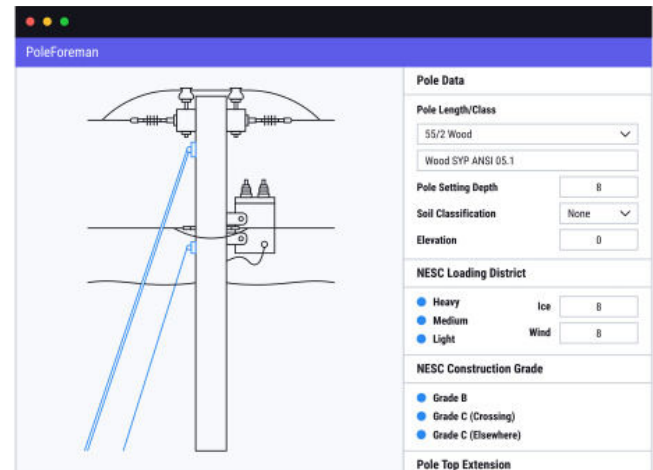 PoleForeman
Pole Data
Pole Length/Class
55/2 Wood
Wood SYP ANSI 05.1
Pole Setting Depth 8
Soil Classification None
Elevation 0
NESC Loading District
Heavy Ice 8
Medium
Light Wind 8
NESC Construction Grade
Grade B
Grade C (Crossing)
Grade C (Elsewhere)
Pole Top Extension